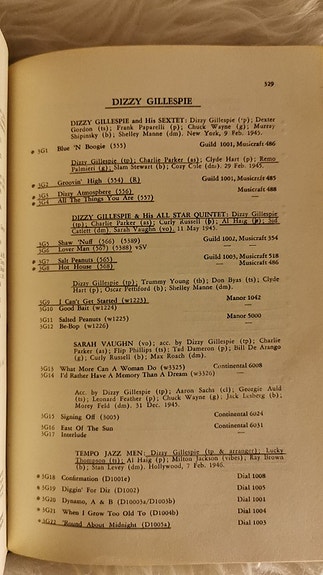 529
DIZZY GILLESPIE
DIZZY GILLESPIE and His SEXTET: Dizzy Gillespie (tp); Dexter
Gordon (ts); Frank Paparelli (p); Chuck Wayne (g); Murray
Shipinsky (b); Shelly Manne (dm). New York, 9 Feb. 1945.
* 3G1 Blue 'N Boogie (555) Guild 1001, Musicraft 486
Dizzy Gillespie (tp); Charlie Parker (as); Clyde Hart (p); Remo
Palmieri (g); Slam Stewart (b); Cozy Cole (dm). 29 Feb. 1945.
* 3G2 Groovin' High (554) (R) Guild 1001, Musicraft 485
* 3G3 Dizzy Atmosphere (556) Musicraft 488
* 3G4 All The Things You Are (557) —
DIZZY GILLESPIE & His ALL STAR QUINTET: Dizzy Gillespie
(tp); Charlie Parker (as); Curly Russell (b); Al Haig (p); Sid
Catlett (dm), Sarah Vaughn (vo). 11 May 1945.
* 3G5 Shaw 'Nuff (566) (5389) Guild 1002, Musicraft 354
* 3G6 Lover Man (567) (5388) vSV —
* 3G7 Salt Peanuts (565) Guild 1003, Musicraft 518
* 3G8 Hot House (568) — Musicraft 486
Dizzy Gillespie (tp); Trummy Young (tb); Don Byas (ts); Clyde
Hart (p); Oscar Pettiford (b); Shelley Manne (dm).
3G9 I Can't Get Started (w1223) Manor 1042
3G10 Good Bait (w1224) —
3G11 Salted Peanuts (w1225) Manor 5000
3G12 Be-Bop (w1226) —
SARAH VAUGHN (vo); acc. by Dizzy Gillespie (tp); Charlie
Parker (as); Flip Phillips (ts); Tad Dameron (p); Bill De Arango
(g); Curly Russell (b); Max Roach (dm).
3G13 What More Can A Woman Do (w3325) Continental 6008
3G14 I'd Rather Have a Memory Than A Dream (w3326) —
Acc. by Dizzy Gillespie (tp); Aaron Sachs (cl); Georgie Auld
(ts); Leonard Feather (p); Chuck Wayne (g); Jack Lesberg (b);
Morey Feld (dm). 31 Dec. 1945.
3G15 Signing Off (3005) Continental 6024
3G16 East Of The Sun Continental 6031
3G17 Interlude —
TEMPO JAZZ MEN: Dizzy Gillespie (tp & arranger); Lucky
Thompson (ts); Al Haig (p); Milton Jackson (vibes); Ray Brown
(b); Stan Levey (dm). Hollywood, 7 Feb. 1946.
* 3G18 Confirmation (D1001e) Dial 1008
3G19 Diggin' For Diz (D1002) Dial 1005
* 3G20 Dynamo, A & B (D10003a/D1003b) Dial 1001
* 3G21 When I Grow Too Old To (D1004b) Dial 1004
* 3G22 'Round About Midnight (D1005a) Dial 1003